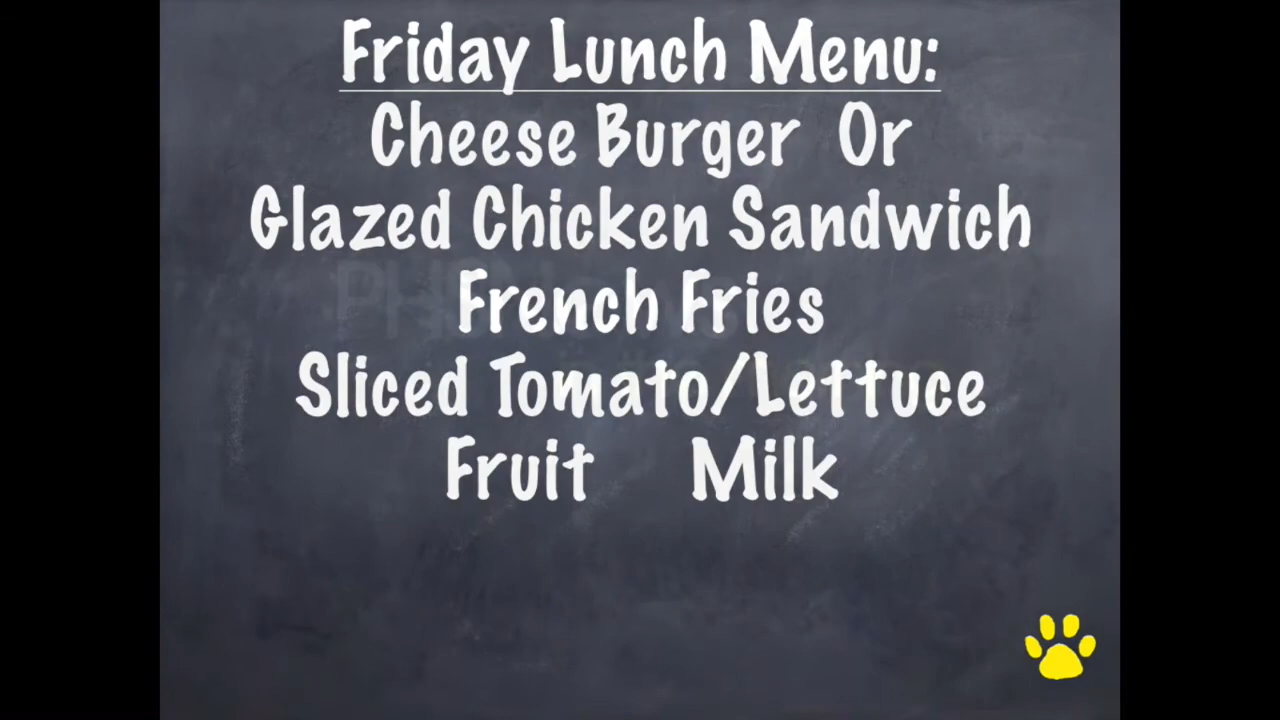 Friday Lunch Menu:
Cheese Burger Or
Glazed Chicken Sandwich
French Fries
Sliced Tomato/Lettuce
Fruit Milk